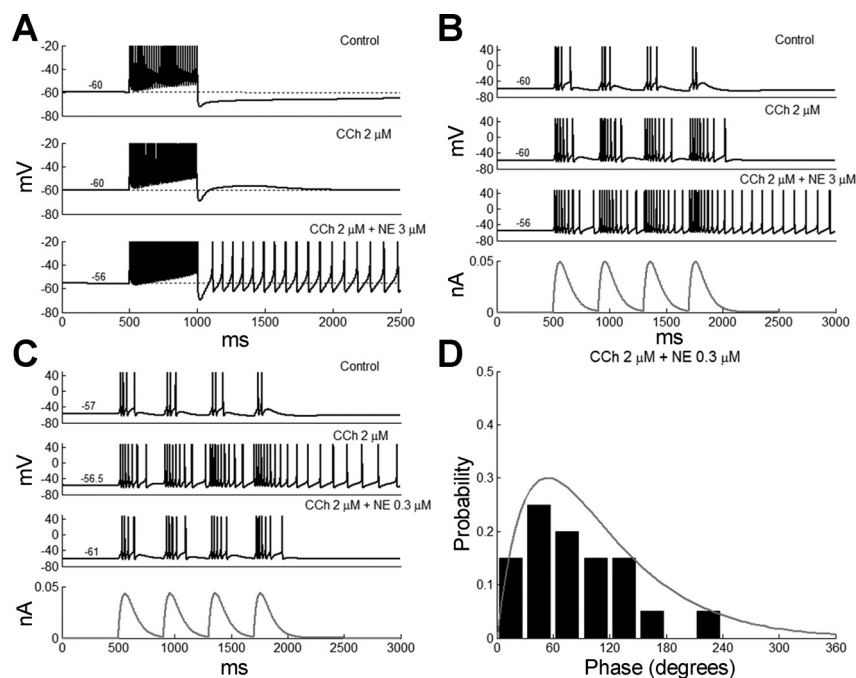 A
Control
-20
-40
-60
-80
-60
CCh 2 μM
-20
-40
-60
-80
-60
mV
CCh 2 μM + NE 3 μM
-20
-40
-60
-80
-56
0 500 1000 1500 2000 2500
ms
B
Control
40
0
-40
-80
-60
CCh 2 μM
40
0
-40
-80
-60
mV
CCh 2 μM + NE 3 μM
40
0
-40
-80
-56
0.05
0
nA
0 500 1000 1500 2000 2500 3000
ms
C
Control
40
0
-40
-80
-57
CCh 2 μM
40
0
-40
-80
-56.5
mV
CCh 2 μM + NE 0.3 μM
40
0
-40
-80
-61
0.05
0
nA
0 500 1000 1500 2000 2500 3000
ms
D
CCh 2 μM + NE 0.3 μM
0.5
0.4
0.3
0.2
0.1
0
Probability
0 60 120 180 240 300 360
Phase (degrees)